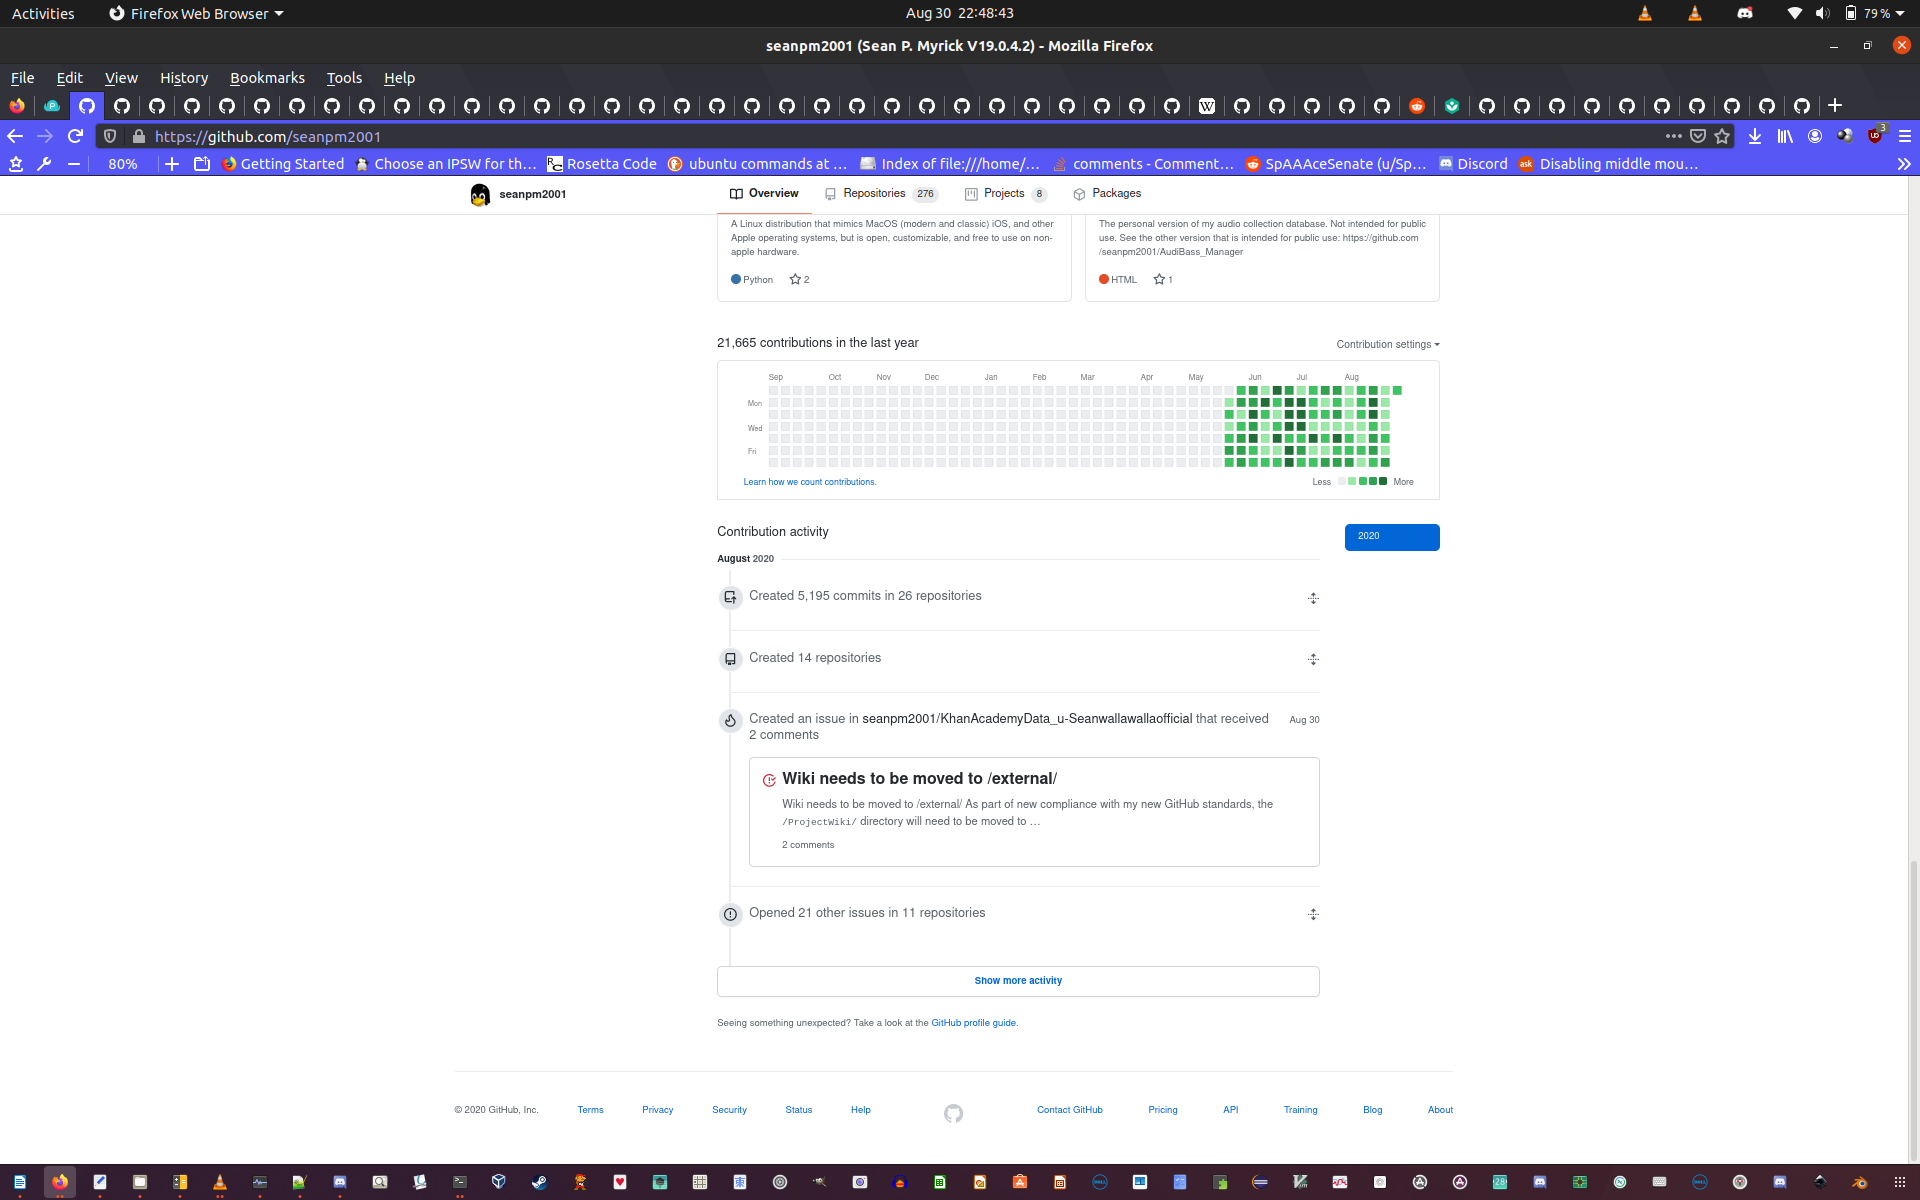 Activities
Firefox Web Browser
Aug 30 22:48:43
79 %
seanpm2001 (Sean P. Myrick V19.0.4.2) - Mozilla Firefox
File Edit View History Bookmarks Tools Help
https://github.com/seanpm2001
3
80%
Getting Started
Choose an IPSW for th…
Rosetta Code
ubuntu commands at …
Index of file:///home/…
comments - Comment…
SpAAAceSenate (u/Sp…
Discord
Disabling middle mou…
seanpm2001
Overview
Repositories 276
Projects 8
Packages
A Linux distribution that mimics MacOS (modern and classic) iOS, and other
Apple operating systems, but is open, customizable, and free to use on non-
apple hardware.
Python 2
The personal version of my audio collection database. Not intended for public
use. See the other version that is intended for public use: https://github.com
/seanpm2001/AudiBass_Manager
HTML 1
21,665 contributions in the last year
Contribution settings
Sep Oct Nov Dec Jan Feb Mar Apr May Jun Jul Aug
Mon
Wed
Fri
Learn how we count contributions.
Less More
Contribution activity
2020
August 2020
Created 5,195 commits in 26 repositories
Created 14 repositories
Created an issue in seanpm2001/KhanAcademyData_u-Seanwallawallaofficial that received
2 comments
Aug 30
Wiki needs to be moved to /external/
Wiki needs to be moved to /external/ As part of new compliance with my new GitHub standards, the
/ProjectWiki/ directory will need to be moved to …
2 comments
Opened 21 other issues in 11 repositories
Show more activity
Seeing something unexpected? Take a look at the GitHub profile guide.
© 2020 GitHub, Inc. Terms Privacy Security Status Help Contact GitHub Pricing API Training Blog About